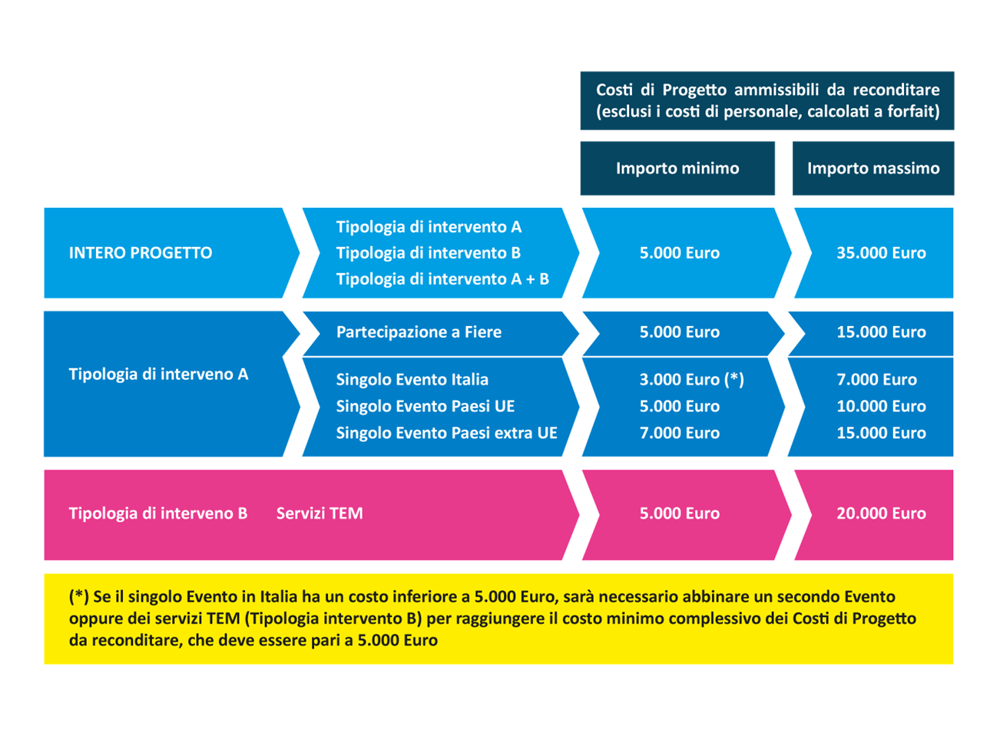 Costi di Progetto ammissibili da reconditare
(esclusi i costi di personale, calcolati a forfait)
Importo minimo
Importo massimo
INTERO PROGETTO
Tipologia di intervento A
Tipologia di intervento B
Tipologia di intervento A + B
5.000 Euro
35.000 Euro
Tipologia di interveno A
Partecipazione a Fiere
5.000 Euro
15.000 Euro
Singolo Evento Italia
3.000 Euro (*)
7.000 Euro
Singolo Evento Paesi UE
5.000 Euro
10.000 Euro
Singolo Evento Paesi extra UE
7.000 Euro
15.000 Euro
Tipologia di interveno B
Servizi TEM
5.000 Euro
20.000 Euro
(*) Se il singolo Evento in Italia ha un costo inferiore a 5.000 Euro, sarà necessario abbinare un secondo Evento
oppure dei servizi TEM (Tipologia intervento B) per raggiungere il costo minimo complessivo dei Costi di Progetto
da reconditare, che deve essere pari a 5.000 Euro